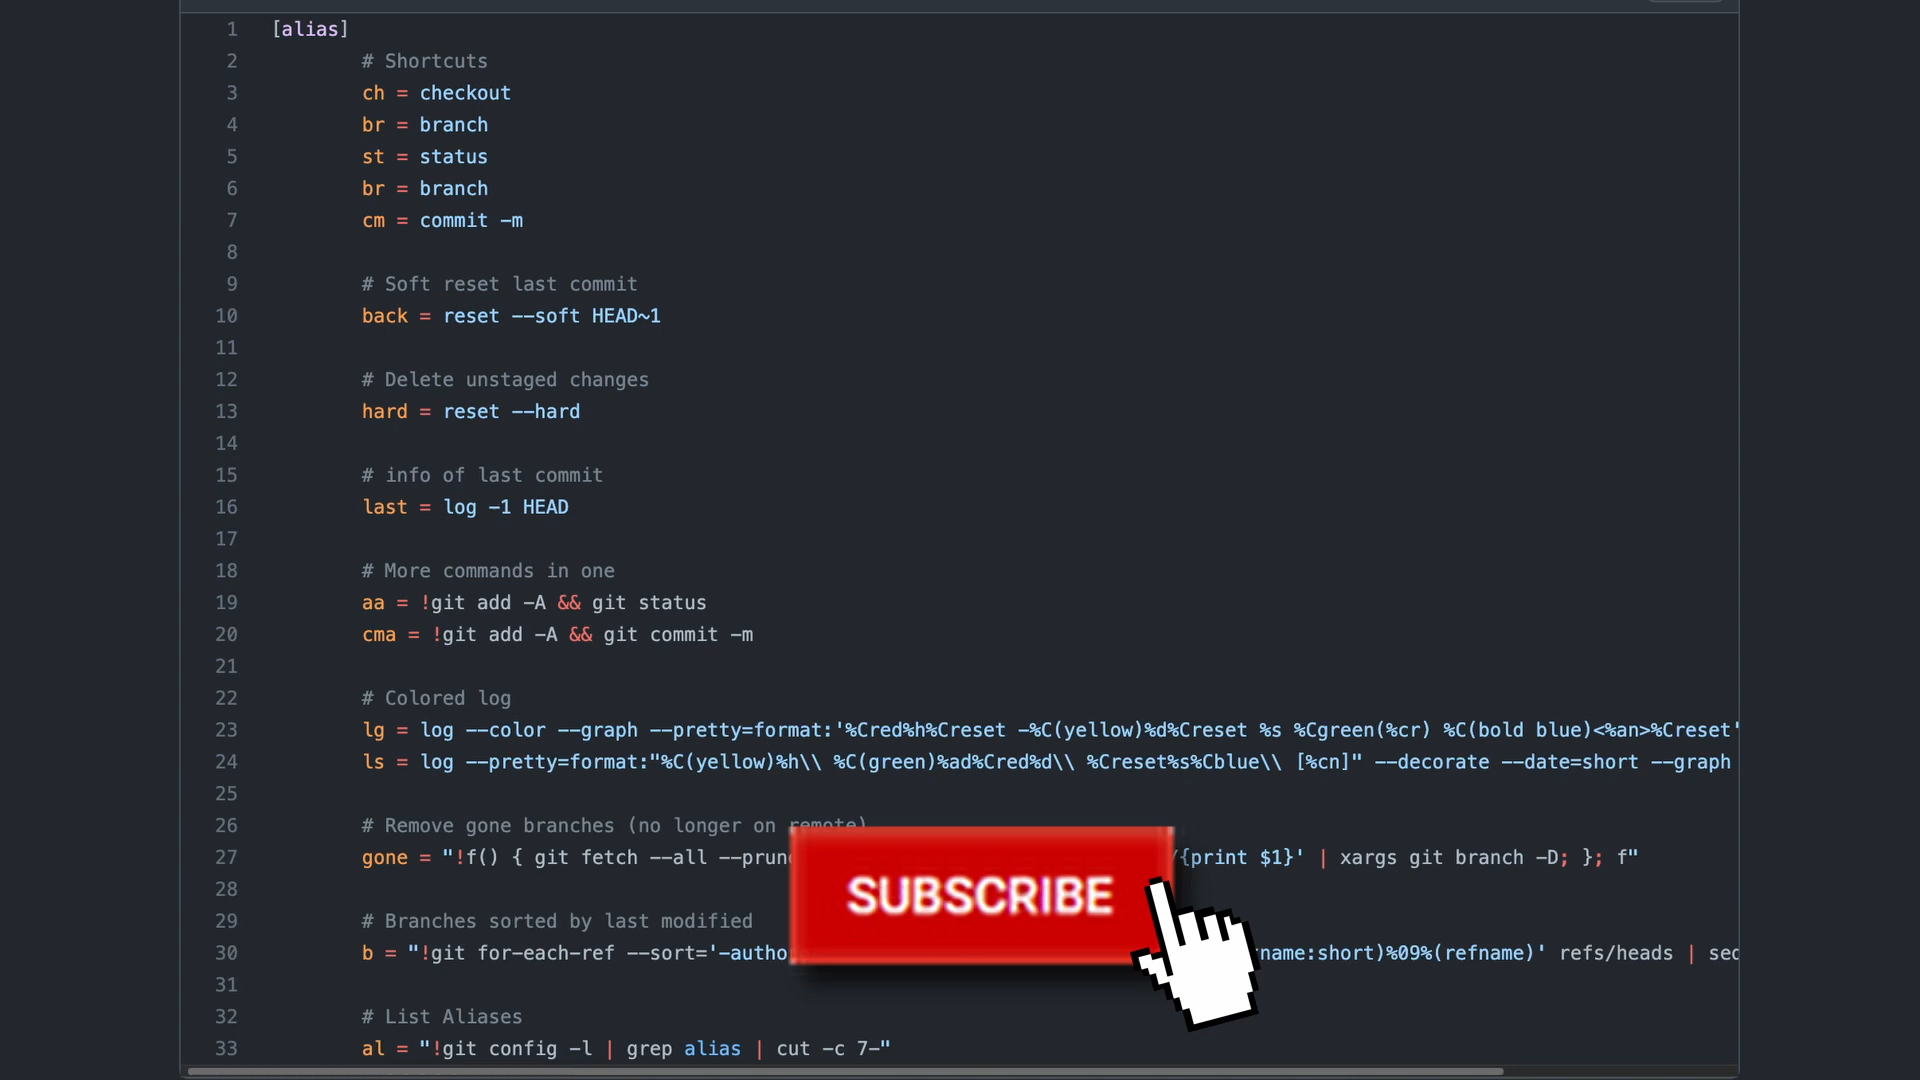 1 [alias]
2 # Shortcuts
3 ch = checkout
4 br = branch
5 st = status
6 br = branch
7 cm = commit -m
8
9 # Soft reset last commit
10 back = reset --soft HEAD~1
11
12 # Delete unstaged changes
13 hard = reset --hard
14
15 # info of last commit
16 last = log -1 HEAD
17
18 # More commands in one
19 aa = !git add -A && git status
20 cma = !git add -A && git commit -m
21
22 # Colored log
23 lg = log --color --graph --pretty=format:'%Cred%h%Creset -%C(yellow)%d%Creset %s %Cgreen(%cr) %C(bold blue)<%an>%Creset'
24 ls = log --pretty=format:"%C(yellow)%h\\ %C(green)%ad%Cred%d\\ %Creset%s%Cblue\\ [%cn]" --decorate --date=short --graph
25
26 # Remove gone branches (no longer on remote)
27 gone = "!f() { git fetch --all --prun /{print $1}' | xargs git branch -D; }; f"
28
29 # Branches sorted by last modified
30 b = "!git for-each-ref --sort='-autho name:short)%09%(refname)' refs/heads | sed
31
32 # List Aliases
33 al = "!git config -l | grep alias | cut -c 7-"
SUBSCRIBE